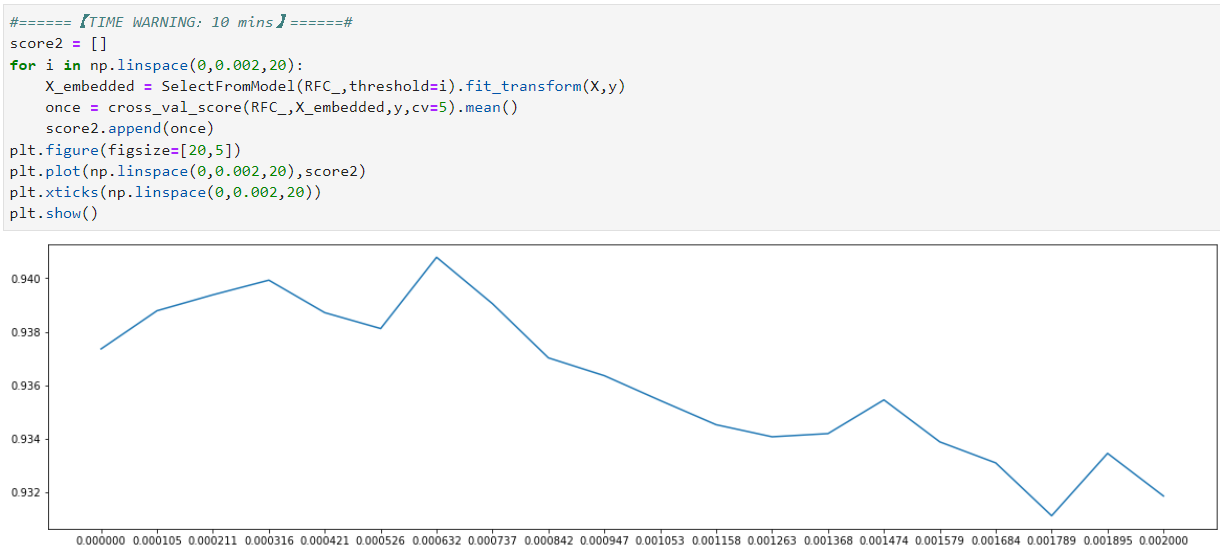 #======【TIME WARNING: 10 mins】======#
score2 = []
for i in np.linspace(0,0.002,20):
    X_embedded = SelectFromModel(RFC_,threshold=i).fit_transform(X,y)
    once = cross_val_score(RFC_,X_embedded,y,cv=5).mean()
    score2.append(once)
plt.figure(figsize=[20,5])
plt.plot(np.linspace(0,0.002,20),score2)
plt.xticks(np.linspace(0,0.002,20))
plt.show()
0.940
0.938
0.936
0.934
0.932
0.000000 0.000105 0.000211 0.000316 0.000421 0.000526 0.000632 0.000737 0.000842 0.000947 0.001053 0.001158 0.001263 0.001368 0.001474 0.001579 0.001684 0.001789 0.001895 0.002000